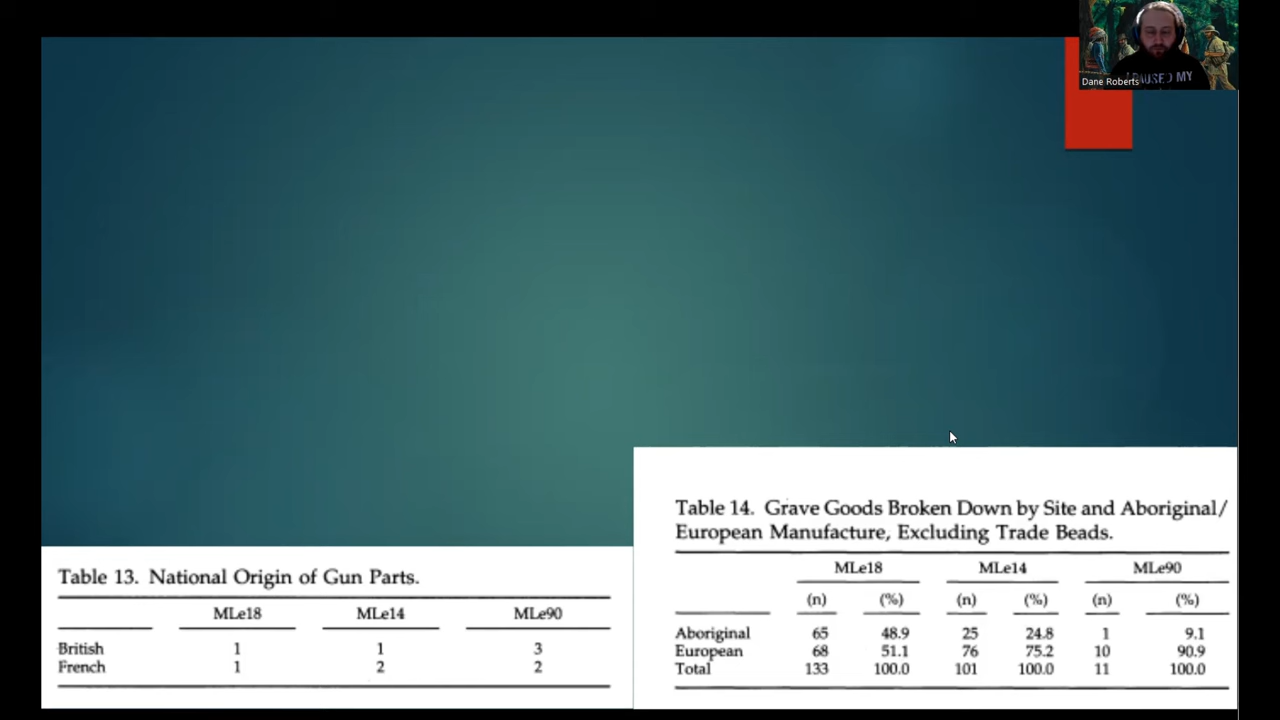 Dane Roberts
Table 13. National Origin of Gun Parts.
MLe18 MLe14 MLe90
British 1 1 3
French 1 2 2
Table 14. Grave Goods Broken Down by Site and Aboriginal/
European Manufacture, Excluding Trade Beads.
MLe18 MLe14 MLe90
(n) (%) (n) (%) (n) (%)
Aboriginal 65 48.9 25 24.8 1 9.1
European 68 51.1 76 75.2 10 90.9
Total 133 100.0 101 100.0 11 100.0